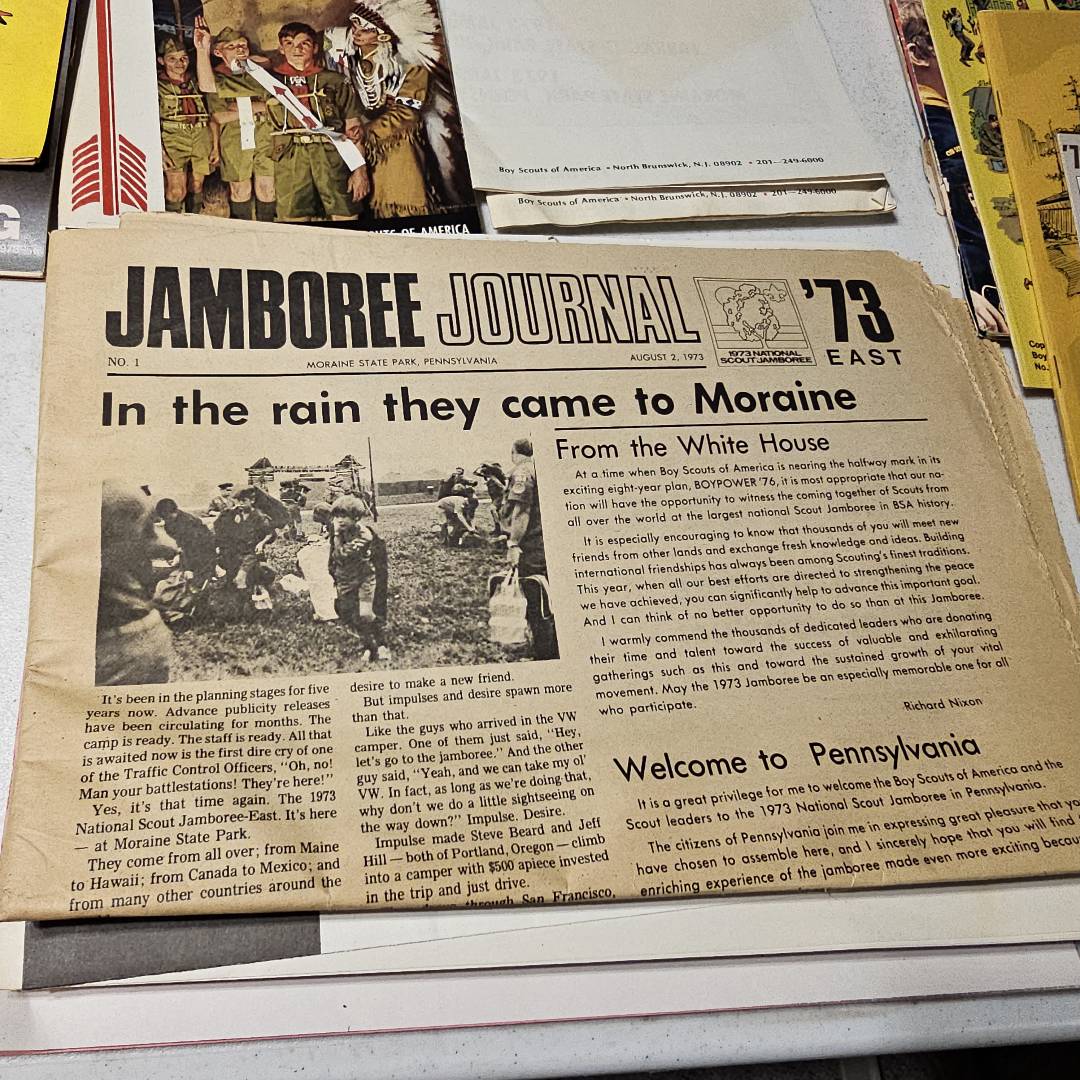 Boy Scouts of America • North Brunswick, N.J. 08902 • 201—249-6000
Boy Scouts of America • North Brunswick, N.J. 08902 • 201—249-6000
OF AMERICA
G
Cop
Boy
No.
JAMBOREE JOURNAL '73
1973 NATIONAL
SCOUT JAMBOREE
EAST
NO. 1 MORAINE STATE PARK, PENNSYLVANIA AUGUST 2, 1973
In the rain they came to Moraine
It's been in the planning stages for five
years now. Advance publicity releases
have been circulating for months. The
camp is ready. The staff is ready. All that
is awaited now is the first dire cry of one
of the Traffic Control Officers, "Oh, no!
Man your battlestations! They're here!"
Yes, it's that time again. The 1973
National Scout Jamboree-East. It's here
— at Moraine State Park.
They come from all over; from Maine
to Hawaii; from Canada to Mexico; and
from many other countries around the
desire to make a new friend.
But impulses and desire spawn more
than that.
Like the guys who arrived in the VW
camper. One of them just said, "Hey,
let's go to the jamboree." And the other
guy said, "Yeah, and we can take my ol'
VW. In fact, as long as we're doing that,
why don't we do a little sightseeing on
the way down?" Impulse. Desire.
Impulse made Steve Beard and Jeff
Hill — both of Portland, Oregon — climb
into a camper with $500 apiece invested
in the trip and just drive.
through San Francisco,
From the White House
At a time when Boy Scouts of America is nearing the halfway mark in its
exciting eight-year plan, BOYPOWER '76, it is most appropriate that our na-
tion will have the opportunity to witness the coming together of Scouts from
all over the world at the largest national Scout Jamboree in BSA history.
It is especially encouraging to know that thousands of you will meet new
friends from other lands and exchange fresh knowledge and ideas. Building
international friendships has always been among Scouting's finest traditions.
This year, when all our best efforts are directed to strengthening the peace
we have achieved, you can significantly help to advance this important goal.
And I can think of no better opportunity to do so than at this Jamboree.
I warmly commend the thousands of dedicated leaders who are donating
their time and talent toward the success of valuable and exhilarating
gatherings such as this and toward the sustained growth of your vital
movement. May the 1973 Jamboree be an especially memorable one for all
who participate.
Richard Nixon
Welcome to Pennsylvania
It is a great privilege for me to welcome the Boy Scouts of America and the
Scout leaders to the 1973 National Scout Jamboree in Pennsylvania.
The citizens of Pennsylvania join me in expressing great pleasure that yo
have chosen to assemble here, and I sincerely hope that you will find
enriching experience of the jamboree made even more exciting becau